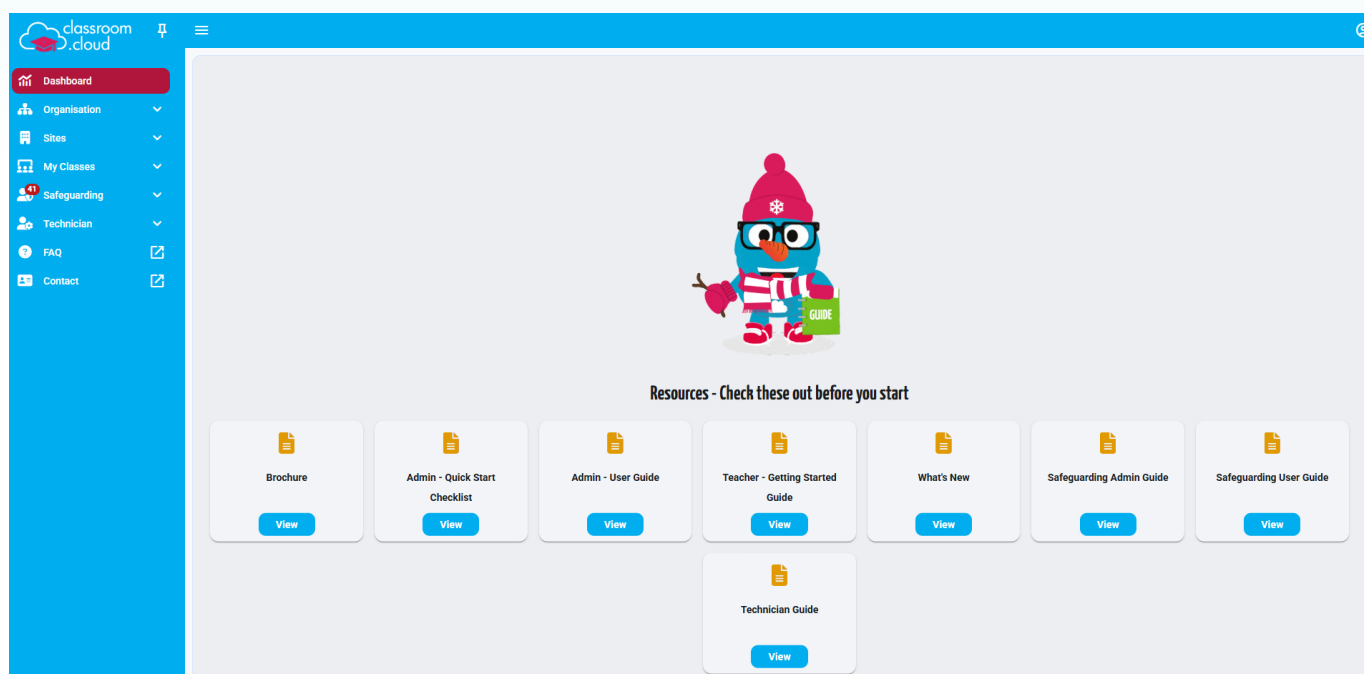 classroom
.cloud
Dashboard
Organisation
Sites
My Classes
41
Safeguarding
Technician
FAQ
Contact
GUIDE
Resources - Check these out before you start
Brochure
View
Admin - Quick Start
Checklist
View
Admin - User Guide
View
Teacher - Getting Started
Guide
View
What's New
View
Safeguarding Admin Guide
View
Safeguarding User Guide
View
Technician Guide
View